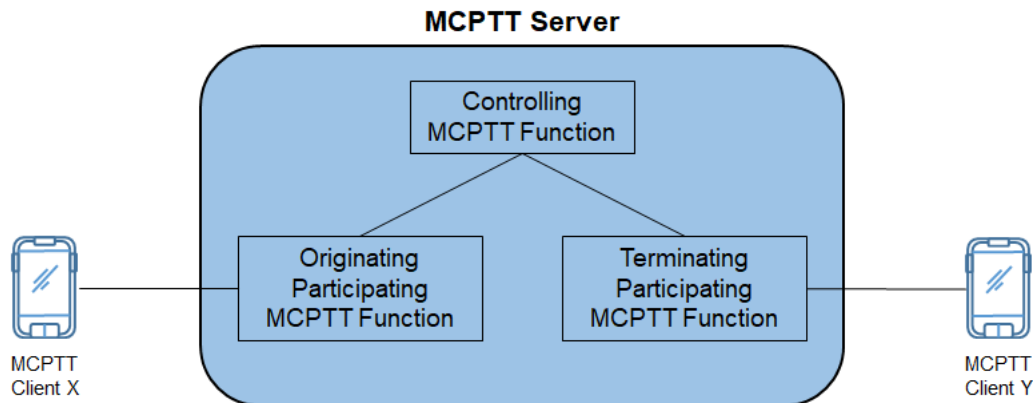 MCPTT Server
Controlling
MCPTT Function
Originating
Participating
MCPTT Function
Terminating
Participating
MCPTT Function
MCPTT
Client X
MCPTT
Client Y